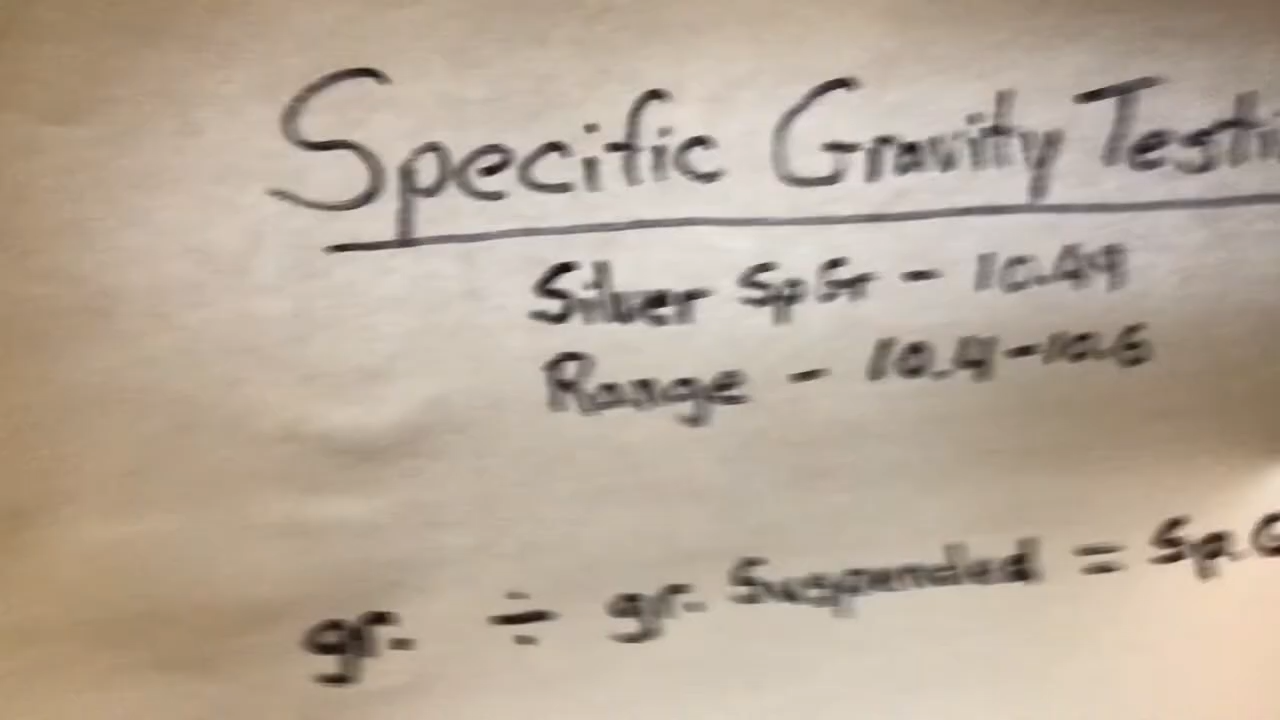 Specific Gravity Testi
Silver Sp Gr - 10.49
Range - 10.4-10.6
gr. ÷ gr. Suspended = Sp. G